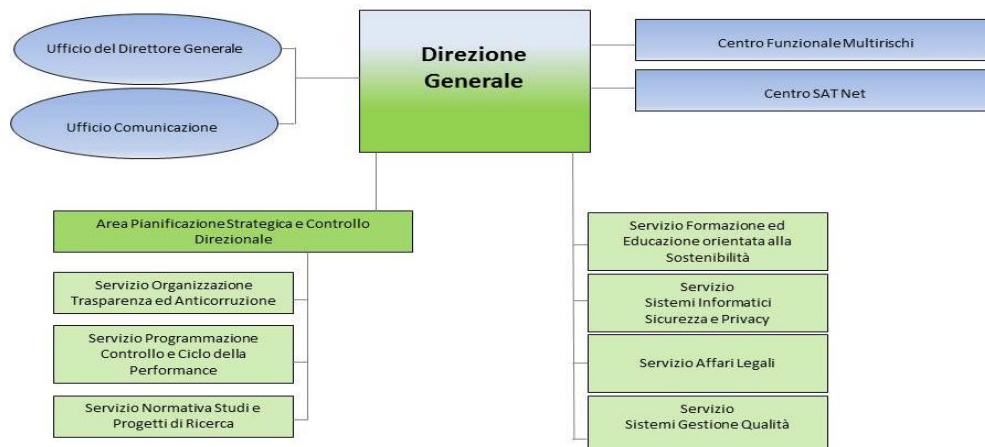 Ufficio del Direttore Generale
Ufficio Comunicazione
Direzione
Generale
Centro Funzionale Multirischi
Centro SAT Net
Area Pianificazione Strategica e Controllo
Direzionale
Servizio Organizzazione
Trasparenza ed Anticorruzione
Servizio Programmazione
Controllo e Ciclo della
Performance
Servizio Normativa Studi e
Progetti di Ricerca
Servizio Formazione ed
Educazione orientata alla
Sostenibilità
Servizio
Sistemi Informatici
Sicurezza e Privacy
Servizio Affari Legali
Servizio
Sistemi Gestione Qualità